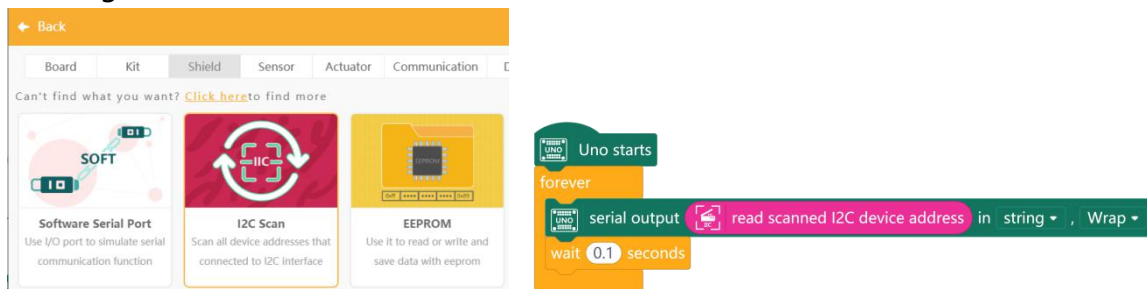 Back
Board Kit Shield Sensor Actuator Communication
Can't find what you want? Click hereto find more
SOFT
IIC
EEPROM
Software Serial Port
Use I/O port to simulate serial
communication function
I2C Scan
Scan all device addresses that
connected to I2C interface
EEPROM
Use it to read or write and
save data with eeprom
UNO Uno starts
forever
UNO serial output read scanned I2C device address in string , Wrap
wait 0.1 seconds